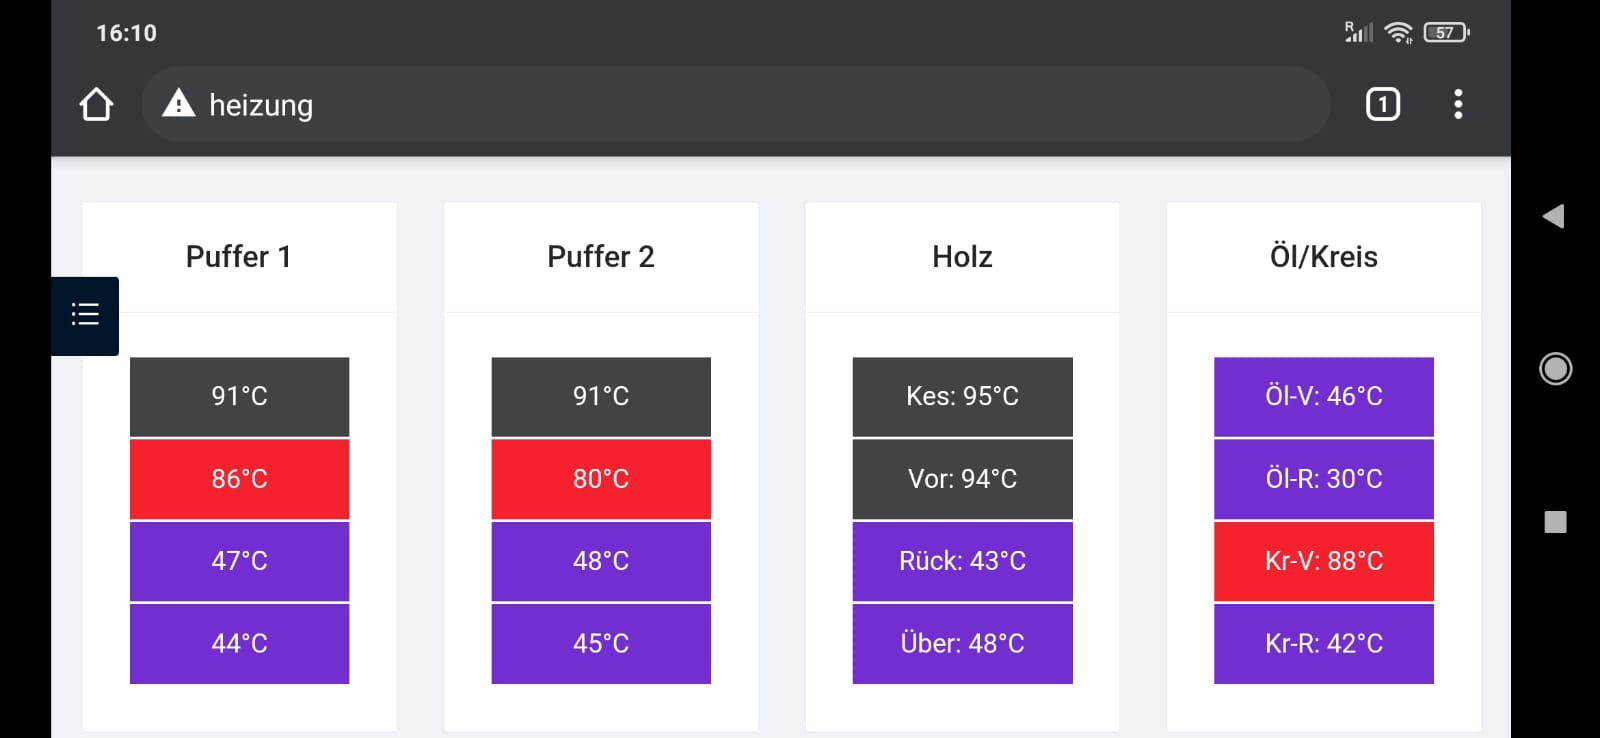 16:10
R
57
heizung
1
Puffer 1
91°C
86°C
47°C
44°C
Puffer 2
91°C
80°C
48°C
45°C
Holz
Kes: 95°C
Vor: 94°C
Rück: 43°C
Über: 48°C
Öl/Kreis
Öl-V: 46°C
Öl-R: 30°C
Kr-V: 88°C
Kr-R: 42°C